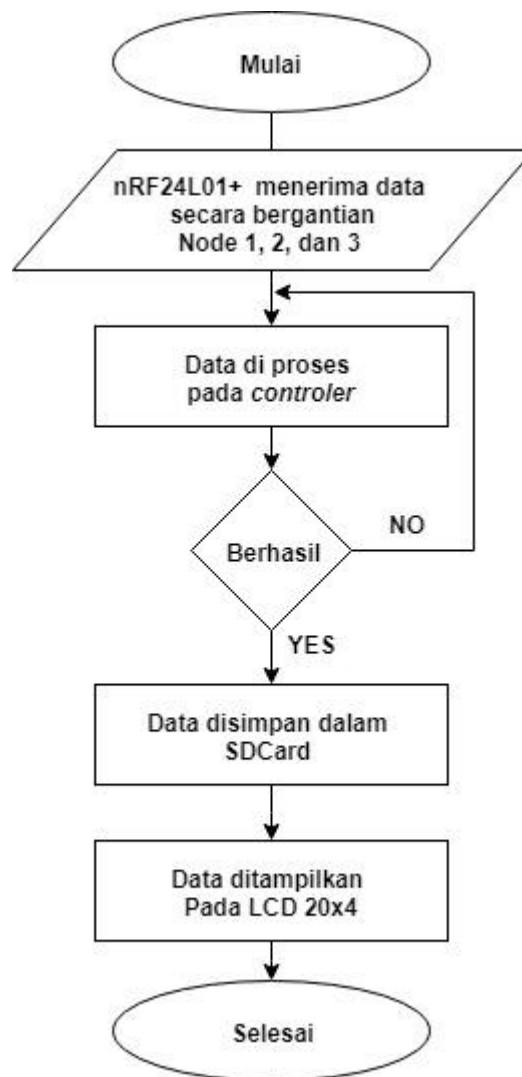 Mulai
nRF24L01+ menerima data
secara bergantian
Node 1, 2, dan 3
Data di proses
pada controler
Berhasil
NO
YES
Data disimpan dalam
SDCard
Data ditampilkan
Pada LCD 20x4
Selesai